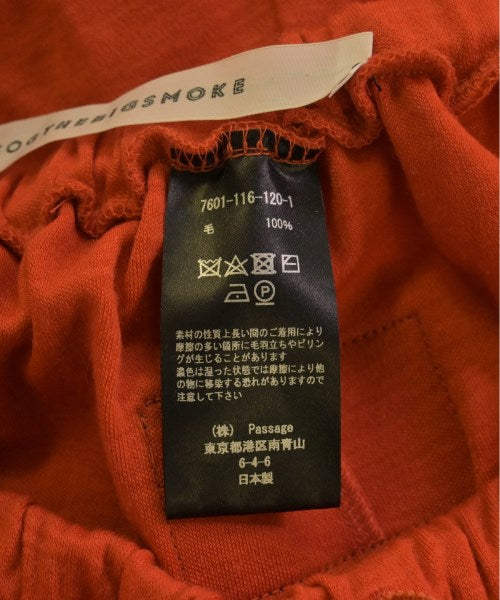 OGTHEBIGSMOKE
7601-116-120-1
毛 100%
P
素材の性質上長い間のご着用により
摩擦の多い箇所に毛羽立ちやピリン
グが生じることがあります
濃色は湿った状態では摩擦により他
の物に移染する恐れがありますので
注意して下さい
(株) Passage
東京都港区南青山
6-4-6
日本製